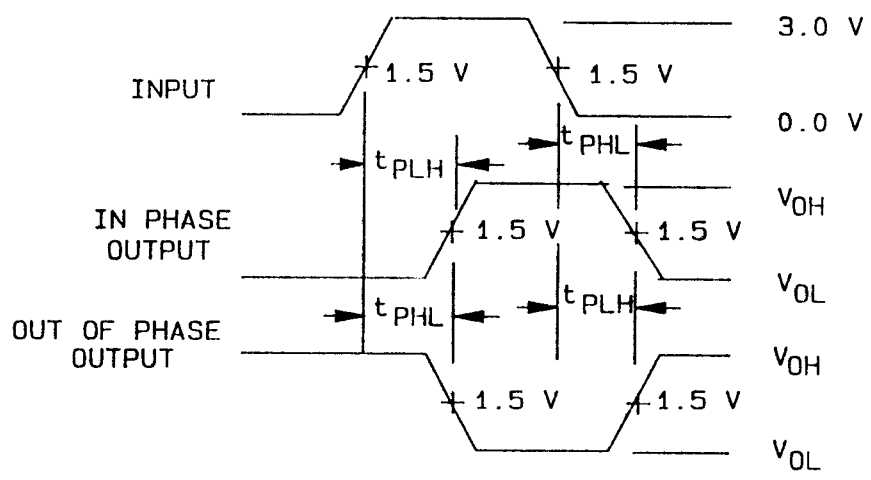 3.0 V
1.5 V
1.5 V
INPUT
0.0 V
tPHL
tPLH
VOH
IN PHASE
OUTPUT
1.5 V
1.5 V
VOL
tPHL
tPLH
OUT OF PHASE
OUTPUT
VOH
1.5 V
1.5 V
VOL